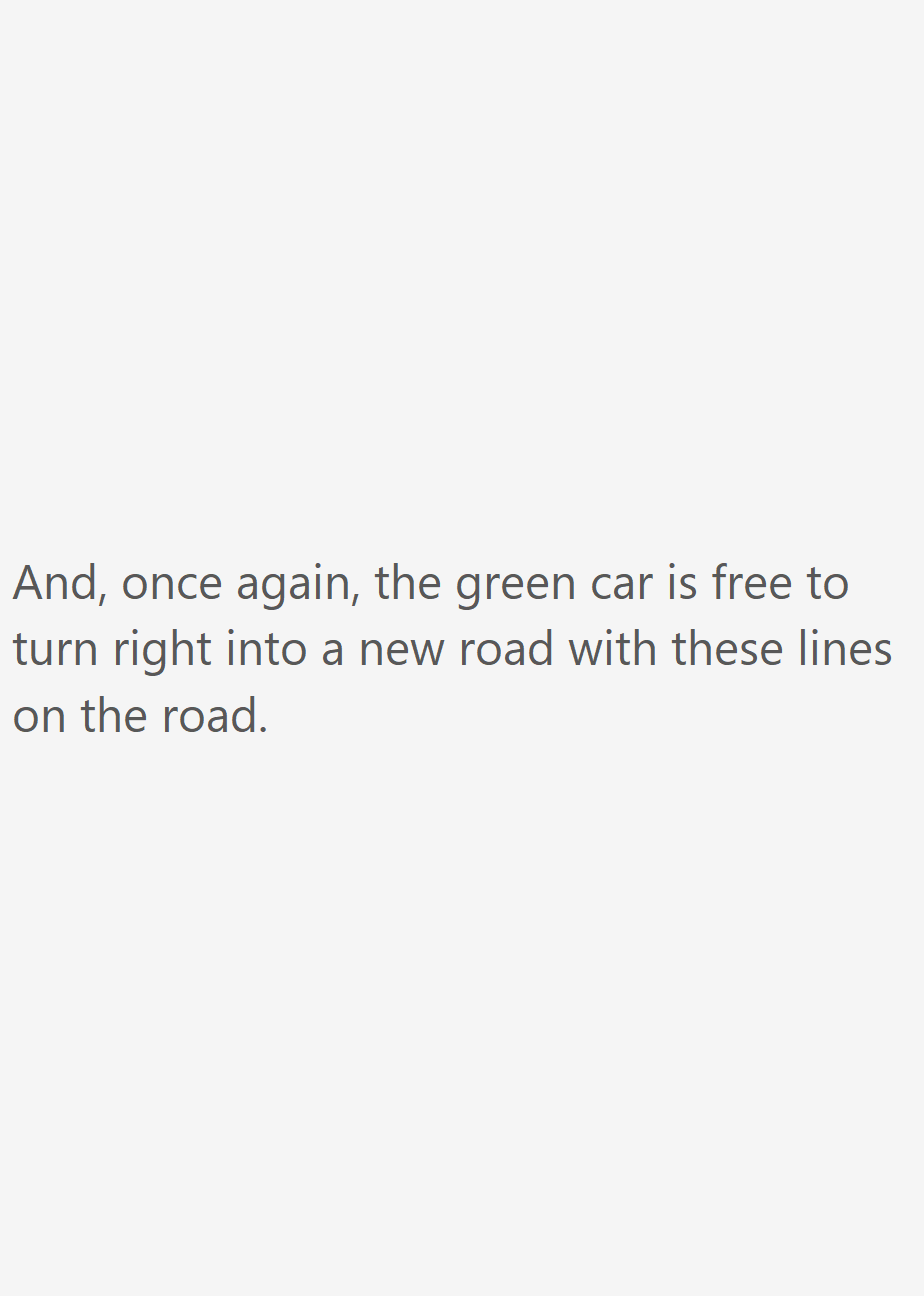 And, once again, the green car is free to
turn right into a new road with these lines
on the road.